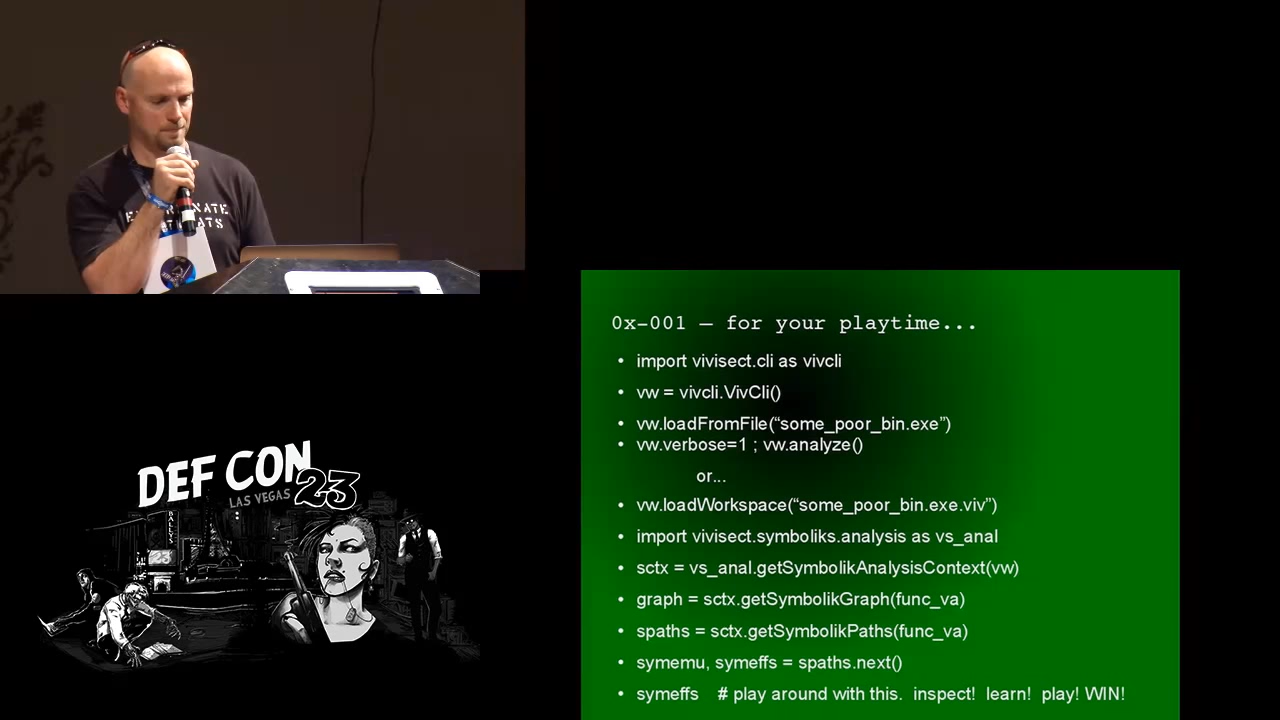 0x-001 – for your playtime...
• import vivisect.cli as vivcli
• vw = vivcli.VivCli()
• vw.loadFromFile(“some_poor_bin.exe”)
• vw.verbose=1 ; vw.analyze()
or...
• vw.loadWorkspace(“some_poor_bin.exe.viv”)
• import vivisect.symboliks.analysis as vs_anal
• sctx = vs_anal.getSymbolikAnalysisContext(vw)
• graph = sctx.getSymbolikGraph(func_va)
• spaths = sctx.getSymbolikPaths(func_va)
• symemu, symeffs = spaths.next()
• symeffs # play around with this. inspect! learn! play! WIN!
DEF CON
LAS VEGAS 23
BALLYS